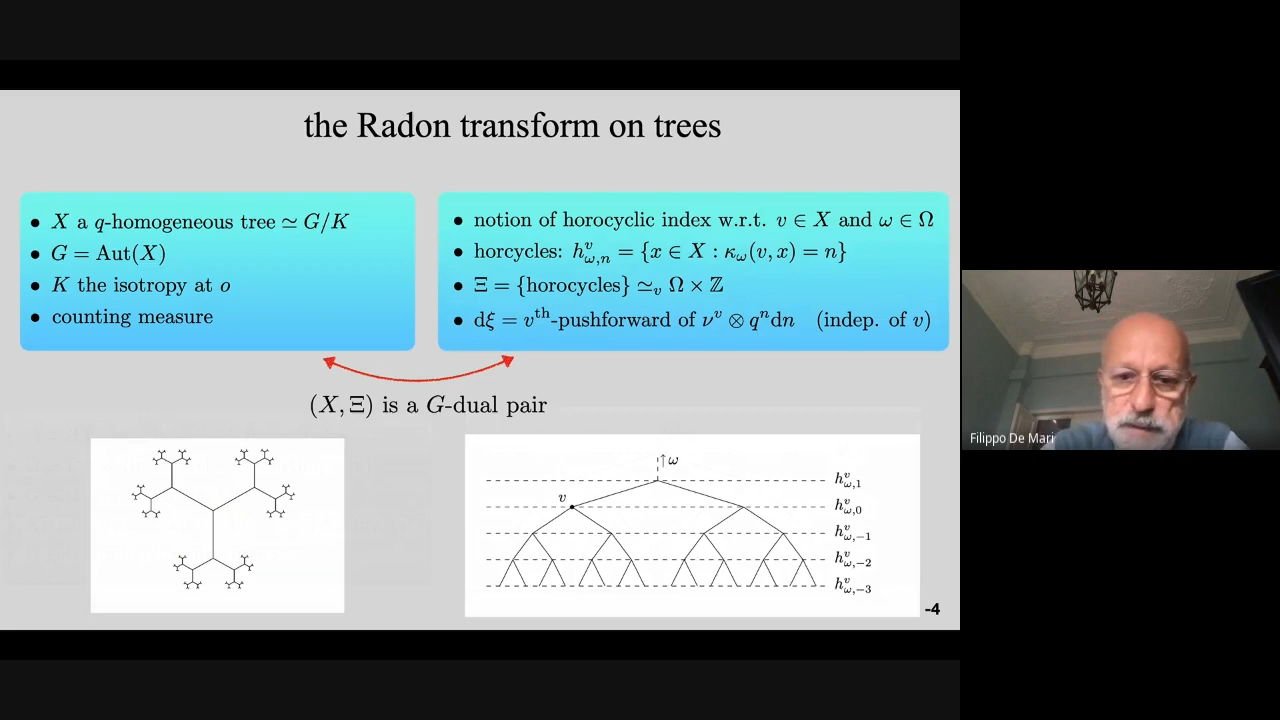 the Radon transform on trees
• X a q-homogeneous tree ≃ G/K
• G = Aut(X)
• K the isotropy at o
• counting measure
• notion of horocyclic index w.r.t. v ∈ X and ω ∈ Ω
• horcycles: h^v_{ω,n} = {x ∈ X : κ_ω(v, x) = n}
• Ξ = {horocycles} ≃_v Ω × ℤ
• dξ = v^th-pushforward of ν^v ⊗ q^n dn (indep. of v)
(X, Ξ) is a G-dual pair
↑ω
h^v_{ω,1}
v
h^v_{ω,0}
h^v_{ω,−1}
h^v_{ω,−2}
h^v_{ω,−3}
-4
Filippo De Mari